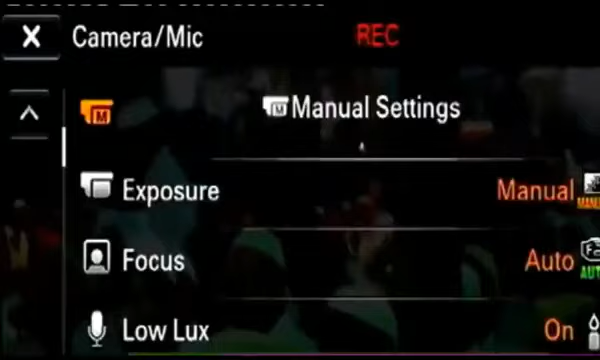 X Camera/Mic REC
M
M Manual Settings
Exposure Manual
Focus Auto
Low Lux On